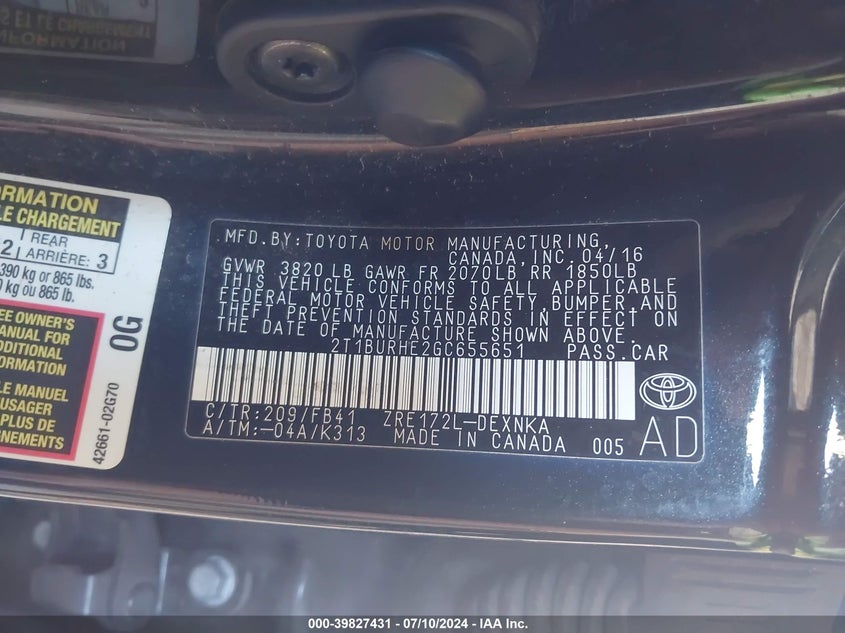 ORMATION
LE CHARGEMENT
2 REAR ARRIÈRE: 3
390 kg or 865 lbs.
kg ou 865 lb.
EE OWNER'S
MANUAL FOR
ADDITIONAL
INFORMATION
LE MANUEL
USAGER
PLUS DE
IGNEMENTS
0G
42661-02G70
MFD.BY:TOYOTA MOTOR MANUFACTURING,
CANADA,INC.04/16
GVWR 3820 LB GAWR FR 2070LB RR 1850LB
THIS VEHICLE CONFORMS TO ALL APPLICABLE
FEDERAL MOTOR VEHICLE SAFETY,BUMPER,AND
THEFT PREVENTION STANDARDS IN EFFECT ON
THE DATE OF MANUFACTURE SHOWN ABOVE.
2T1BURHE2GC655651 PASS.CAR
C/TR:209/FB41 ZRE172L-DEXNKA
A/TM:-04A/K313 MADE IN CANADA 005 AD
000-39827431 - 07/10/2024 - IAA Inc.